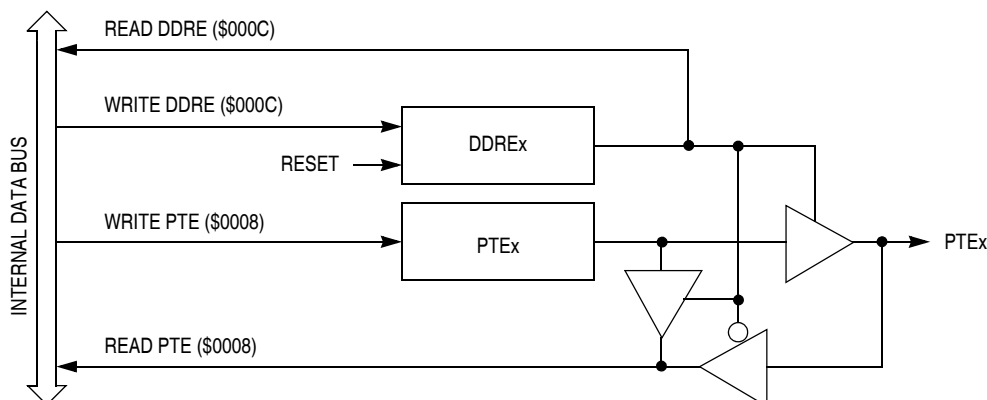 READ DDRE ($000C)
WRITE DDRE ($000C)
DDREx
RESET
INTERNAL DATA BUS
WRITE PTE ($0008)
PTEx
PTEx
READ PTE ($0008)